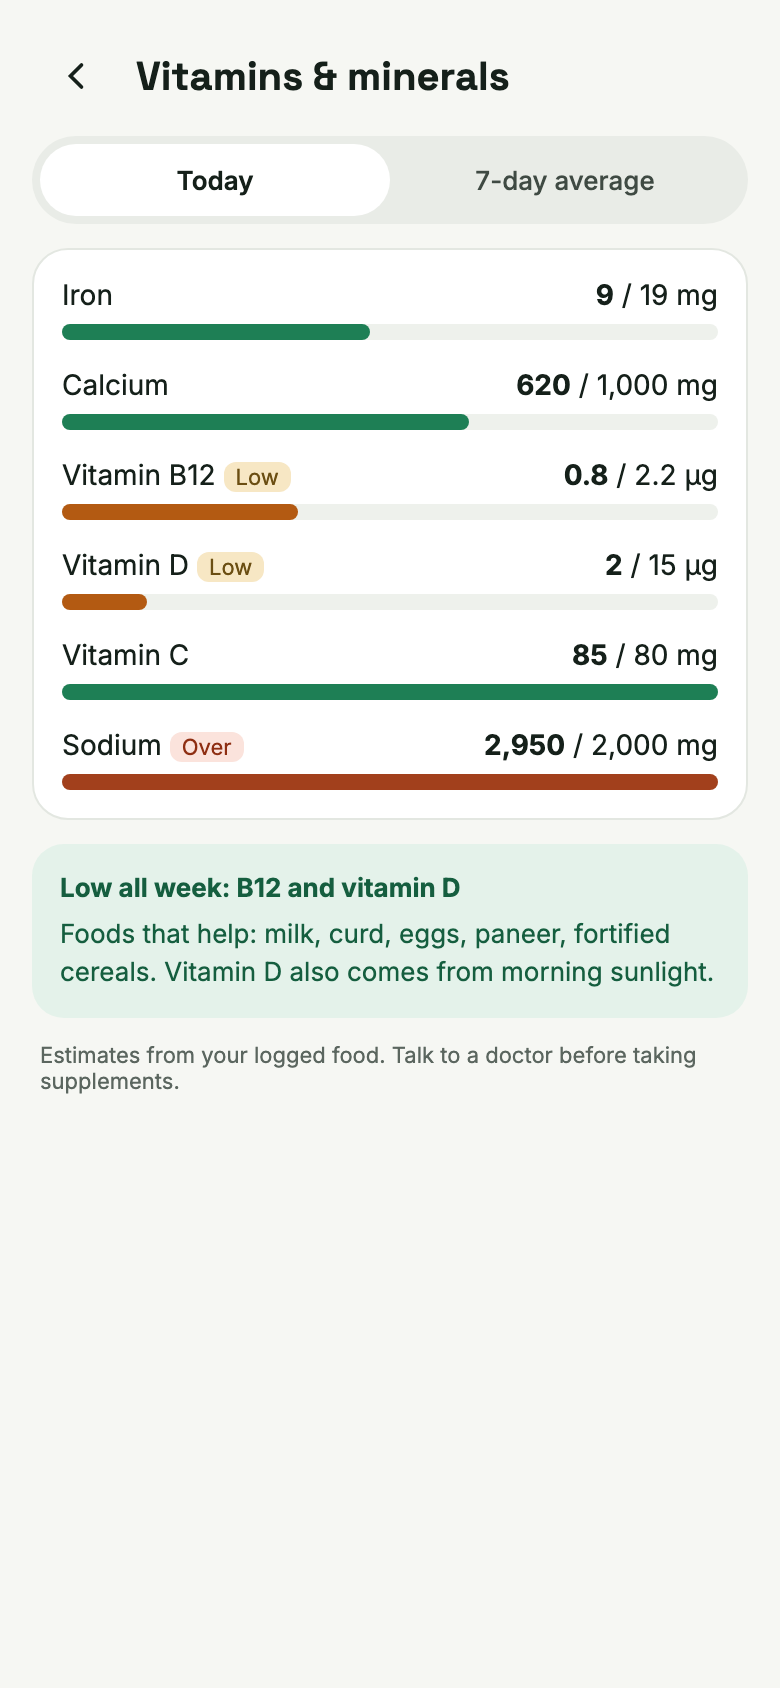 Vitamins & minerals
Today
7-day average
Iron 9 / 19 mg
Calcium 620 / 1,000 mg
Vitamin B12 Low 0.8 / 2.2 µg
Vitamin D Low 2 / 15 µg
Vitamin C 85 / 80 mg
Sodium Over 2,950 / 2,000 mg
Low all week: B12 and vitamin D
Foods that help: milk, curd, eggs, paneer, fortified
cereals. Vitamin D also comes from morning sunlight.
Estimates from your logged food. Talk to a doctor before taking
supplements.